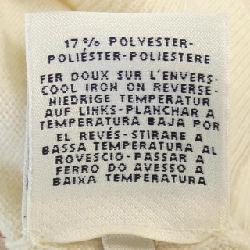 17 % POLYESTER-
POLIÉSTER-POLIESTERE
FER DOUX SUR L'ENVERS-
COOL IRON ON REVERSE-
NIEDRIGE TEMPERATUR
AUF LINKS-PLANCHAR A
TEMPERATURA BAJA POR
EL REVÉS-STIRARE A
BASSA TEMPERATURA AL
ROVESCIO-PASSAR A
FERRO DO AVESSO A
BAIXA TEMPERATURA